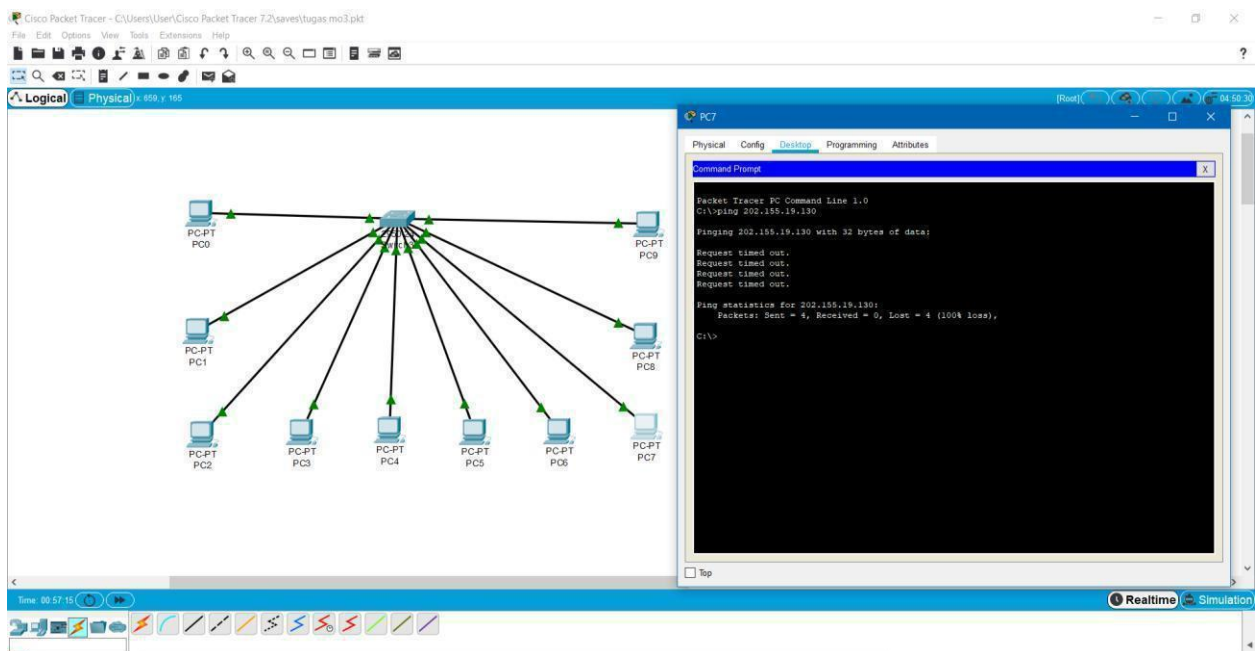 Cisco Packet Tracer - C:\Users\User\Cisco Packet Tracer 7.2\saves\tugas mo3.pkt
File Edit Options View Tools Extensions Help
?
Logical Physical x: 659, y: 165
[Root] 04:50:30
PC7
Physical Config Desktop Programming Attributes
Command Prompt X
Packet Tracer PC Command Line 1.0
C:\>ping 202.155.19.130
Pinging 202.155.19.130 with 32 bytes of data:
Request timed out.
Request timed out.
Request timed out.
Request timed out.
Ping statistics for 202.155.19.130:
Packets: Sent = 4, Received = 0, Lost = 4 (100% loss),
C:\>
Top
PC-PT
PC0
PC-PT
PC9
PC-PT
PC1
PC-PT
PC8
PC-PT
PC2
PC-PT
PC3
PC-PT
PC4
PC-PT
PC5
PC-PT
PC6
PC-PT
PC7
Time: 00:57:15
Realtime Simulation